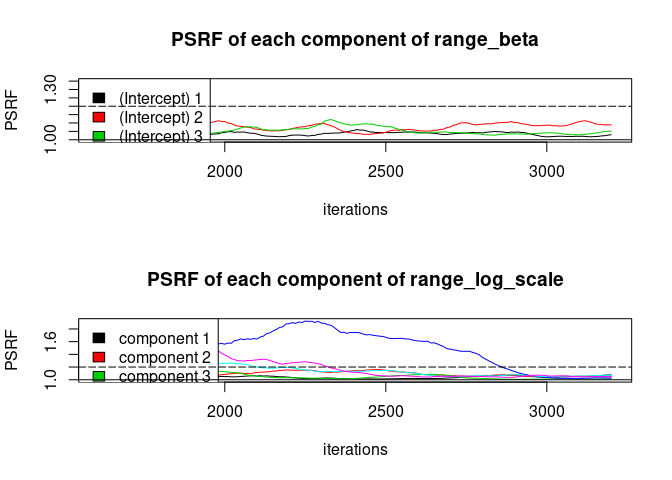 PSRF of each component of range_beta
PSRF
1.00
1.30
(Intercept) 1
(Intercept) 2
(Intercept) 3
2000
2500
3000
iterations
PSRF of each component of range_log_scale
PSRF
1.0
1.6
component 1
component 2
component 3
2000
2500
3000
iterations